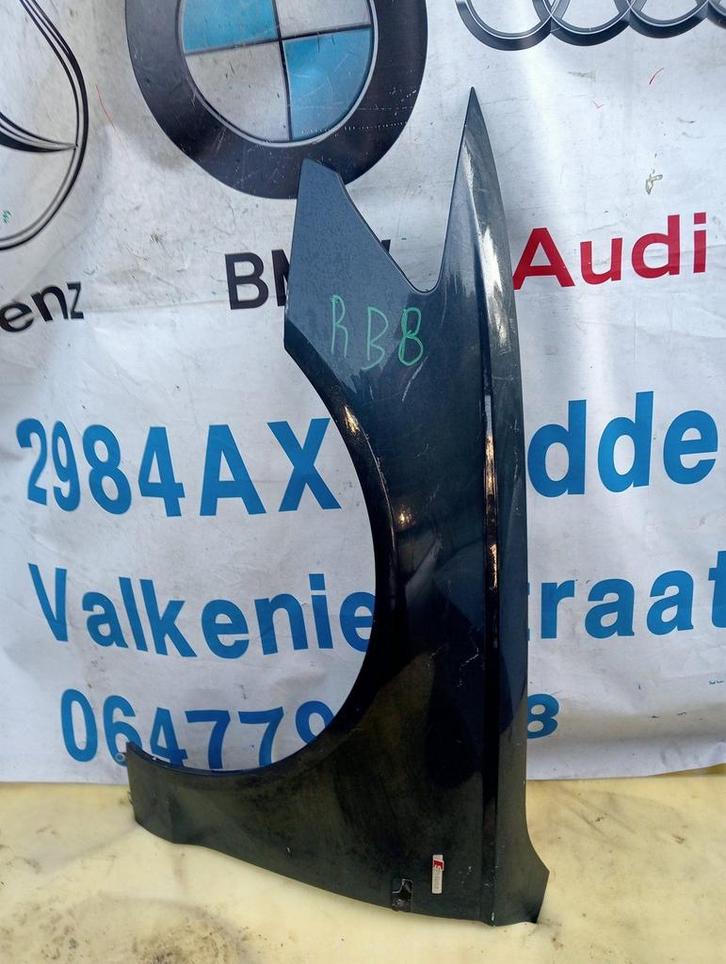 enz
BM
Audi
RB8
2984AX
dde
Valkenie
raat
064779
8